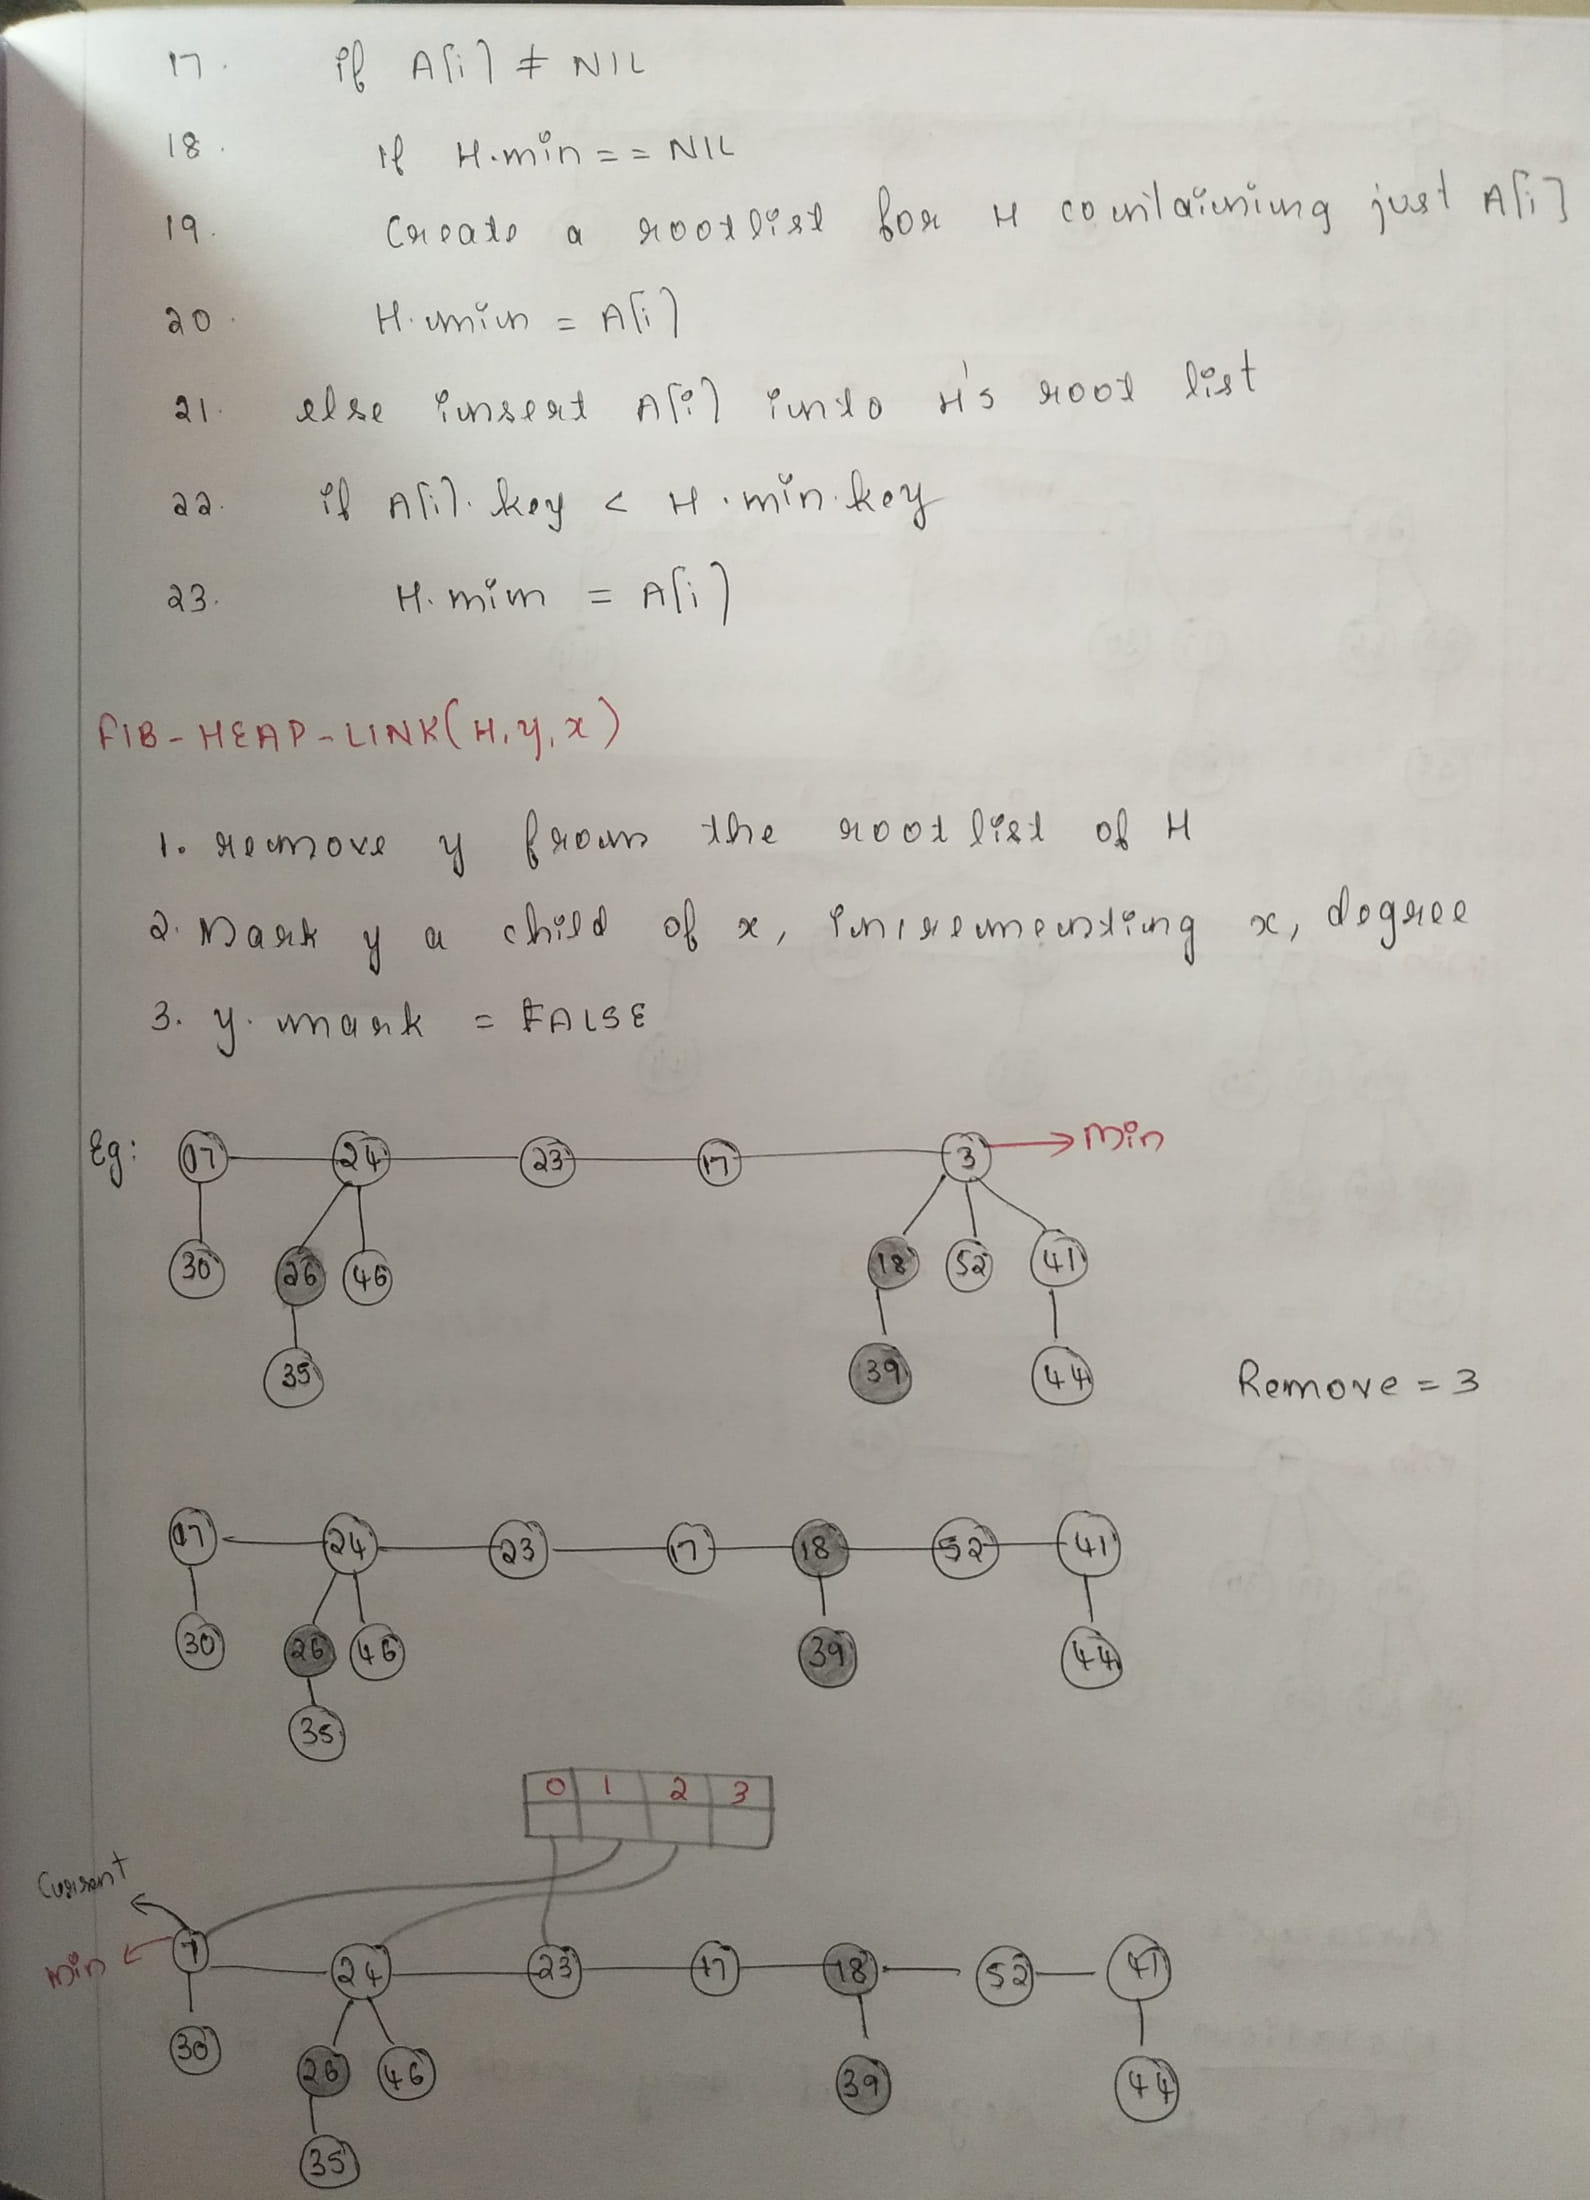 17. if A[i] ≠ NIL
18. if H.min == NIL
19. Create a root list for H containing just A[i]
20. H.min = A[i]
21. else insert A[i] into H's root list
22. if A[i].key < H.min.key
23. H.min = A[i]
FIB-HEAP-LINK(H,y,x)
1. remove y from the root list of H
2. Mark y a child of x, incrementing x, degree
3. y.mark = FALSE
Eg: 07 24 23 17 3 Min
30 26 46 18 52 41
35 39 44 Remove = 3
07 24 23 17 18 52 41
30 26 46 39 44
35
0 1 2 3
Current
Min 7 24 23 17 18 52 41
30 26 46 39 44
35